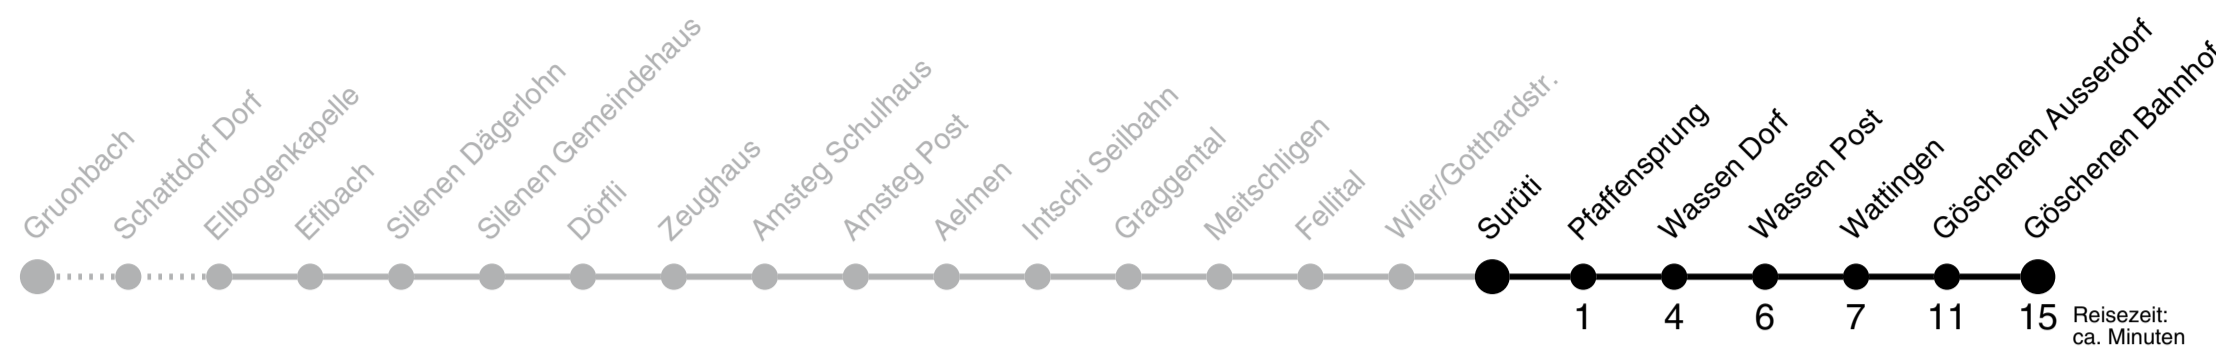 Gruonbach
Schattdorf Dorf
Ellbogenkapelle
Efibach
Silenen Dägerlohn
Silenen Gemeindehaus
Dörfli
Zeughaus
Amsteg Schulhaus
Amsteg Post
Aelmen
Intschi Seilbahn
Graggental
Meitschligen
Fellital
Wiler/Gotthardstr.
Surüti
Pfaffensprung
Wassen Dorf
Wassen Post
Wattingen
Göschenen Ausserdorf
Göschenen Bahnhof
1 4 6 7 11 15
Reisezeit:
ca. Minuten